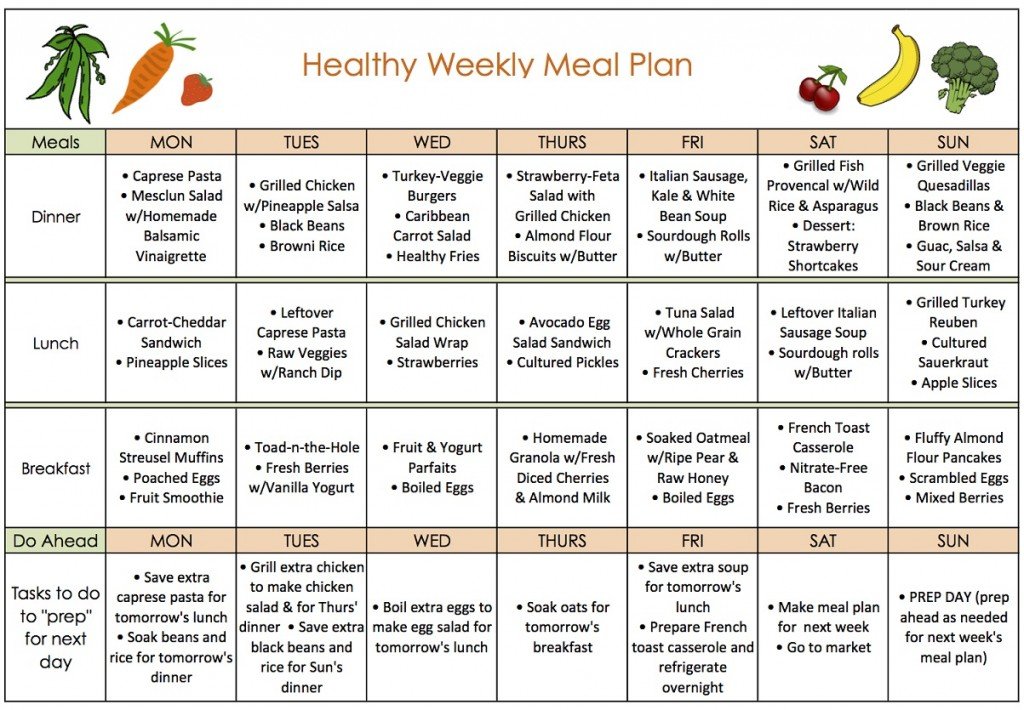 Healthy Weekly Meal Plan
Meals
MON
TUES
WED
THURS
FRI
SAT
SUN
Dinner
• Caprese Pasta
• Mesclun Salad
w/Homemade
Balsamic
Vinaigrette
• Grilled Chicken
w/Pineapple Salsa
• Black Beans
• Browni Rice
• Turkey-Veggie
Burgers
• Caribbean
Carrot Salad
• Healthy Fries
• Strawberry-Feta
Salad with
Grilled Chicken
• Almond Flour
Biscuits w/Butter
• Italian Sausage,
Kale & White
Bean Soup
• Sourdough Rolls
w/Butter
• Grilled Fish
Provencal w/Wild
Rice & Asparagus
• Dessert:
Strawberry
Shortcakes
• Grilled Veggie
Quesadillas
• Black Beans &
Brown Rice
• Guac, Salsa &
Sour Cream
Lunch
• Carrot-Cheddar
Sandwich
• Pineapple Slices
• Leftover
Caprese Pasta
• Raw Veggies
w/Ranch Dip
• Grilled Chicken
Salad Wrap
• Strawberries
• Avocado Egg
Salad Sandwich
• Cultured Pickles
• Tuna Salad
w/Whole Grain
Crackers
• Fresh Cherries
• Leftover Italian
Sausage Soup
• Sourdough rolls
w/Butter
• Grilled Turkey
Reuben
• Cultured
Sauerkraut
• Apple Slices
Breakfast
• Cinnamon
Streusel Muffins
• Poached Eggs
• Fruit Smoothie
• Toad-n-the-Hole
• Fresh Berries
w/Vanilla Yogurt
• Fruit & Yogurt
Parfaits
• Boiled Eggs
• Homemade
Granola w/Fresh
Diced Cherries
& Almond Milk
• Soaked Oatmeal
w/Ripe Pear &
Raw Honey
• Boiled Eggs
• French Toast
Casserole
• Nitrate-Free
Bacon
• Fresh Berries
• Fluffy Almond
Flour Pancakes
• Scrambled Eggs
• Mixed Berries
Do Ahead
MON
TUES
WED
THURS
FRI
SAT
SUN
Tasks to do
to "prep"
for next
day
• Save extra
caprese pasta for
tomorrow's lunch
• Soak beans and
rice for tomorrow's
dinner
• Grill extra chicken
to make chicken
salad & for Thurs'
dinner • Save extra
black beans and
rice for Sun's
dinner
• Boil extra eggs to
make egg salad for
tomorrow's lunch
• Soak oats for
tomorrow's
breakfast
• Save extra soup
for tomorrow's
lunch
• Prepare French
toast casserole and
refrigerate
overnight
• Make meal plan
for next week
• Go to market
• PREP DAY (prep
ahead as needed
for next week's
meal plan)